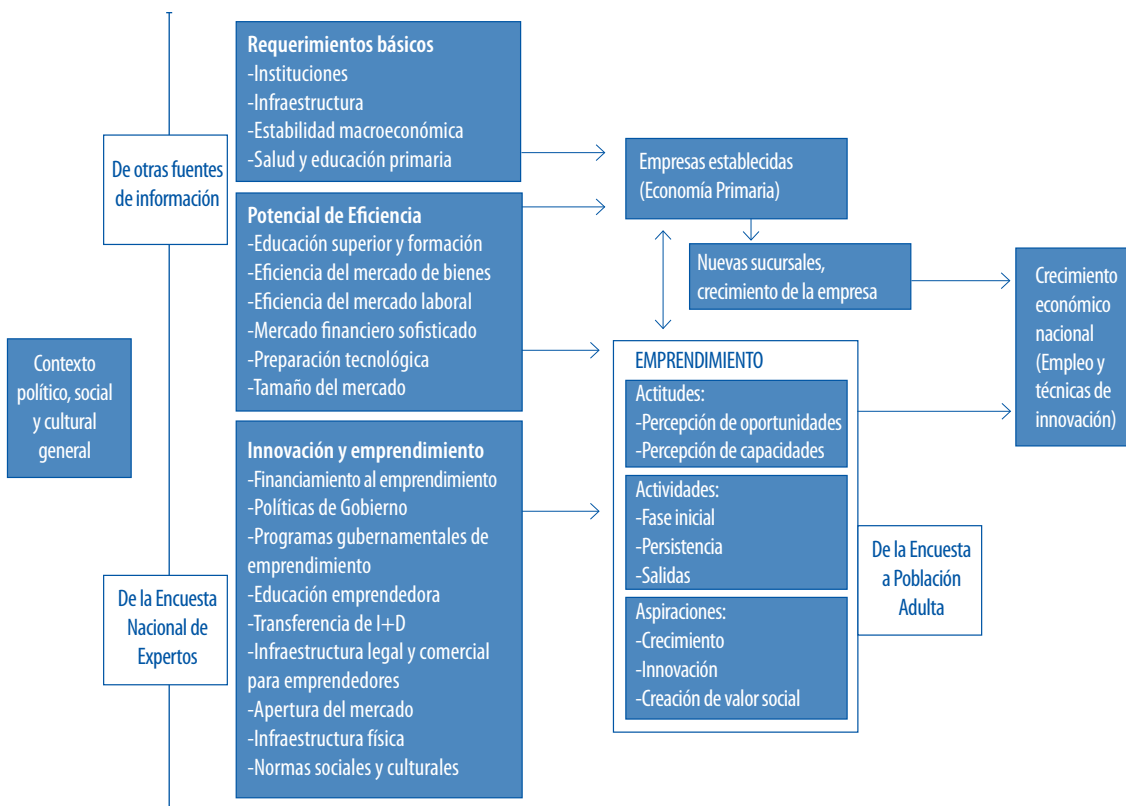 Contexto
político, social
y cultural
general
De otras fuentes
de información
De la Encuesta
Nacional de
Expertos
Requerimientos básicos
-Instituciones
-Infraestructura
-Estabilidad macroeconómica
-Salud y educación primaria
Potencial de Eficiencia
-Educación superior y formación
-Eficiencia del mercado de bienes
-Eficiencia del mercado laboral
-Mercado financiero sofisticado
-Preparación tecnológica
-Tamaño del mercado
Innovación y emprendimiento
-Financiamiento al emprendimiento
-Políticas de Gobierno
-Programas gubernamentales de
emprendimiento
-Educación emprendedora
-Transferencia de I+D
-Infraestructura legal y comercial
para emprendedores
-Apertura del mercado
-Infraestructura física
-Normas sociales y culturales
Empresas establecidas
(Economía Primaria)
Nuevas sucursales,
crecimiento de la empresa
EMPRENDIMIENTO
Actitudes:
-Percepción de oportunidades
-Percepción de capacidades
Actividades:
-Fase inicial
-Persistencia
-Salidas
Aspiraciones:
-Crecimiento
-Innovación
-Creación de valor social
De la Encuesta
a Población
Adulta
Crecimiento
económico
nacional
(Empleo y
técnicas de
innovación)